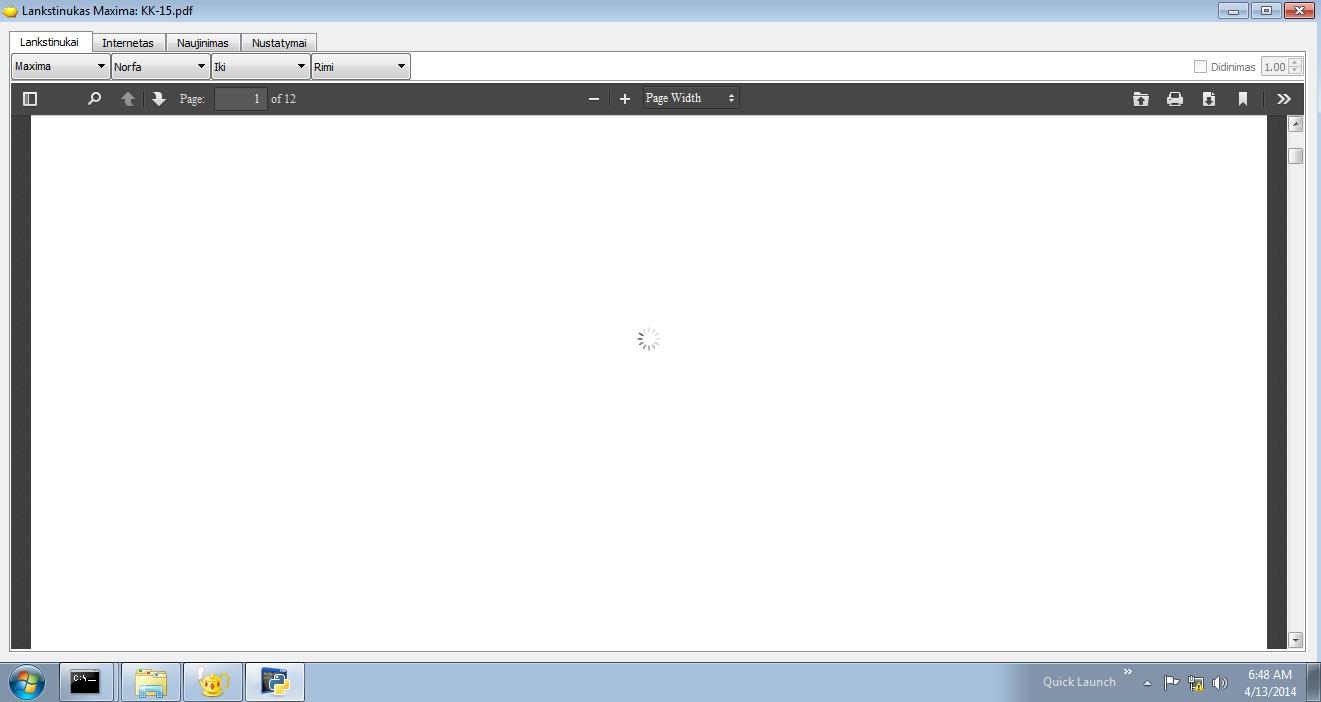 Lankstinukas Maxima: KK-15.pdf
Lankstinukai Internetas Naujinimas Nustatymai
Maxima Norfa Iki Rimi Didinimas 1.00
Page: 1 of 12 Page Width
C:\_
Quick Launch
6:48 AM
4/13/2014